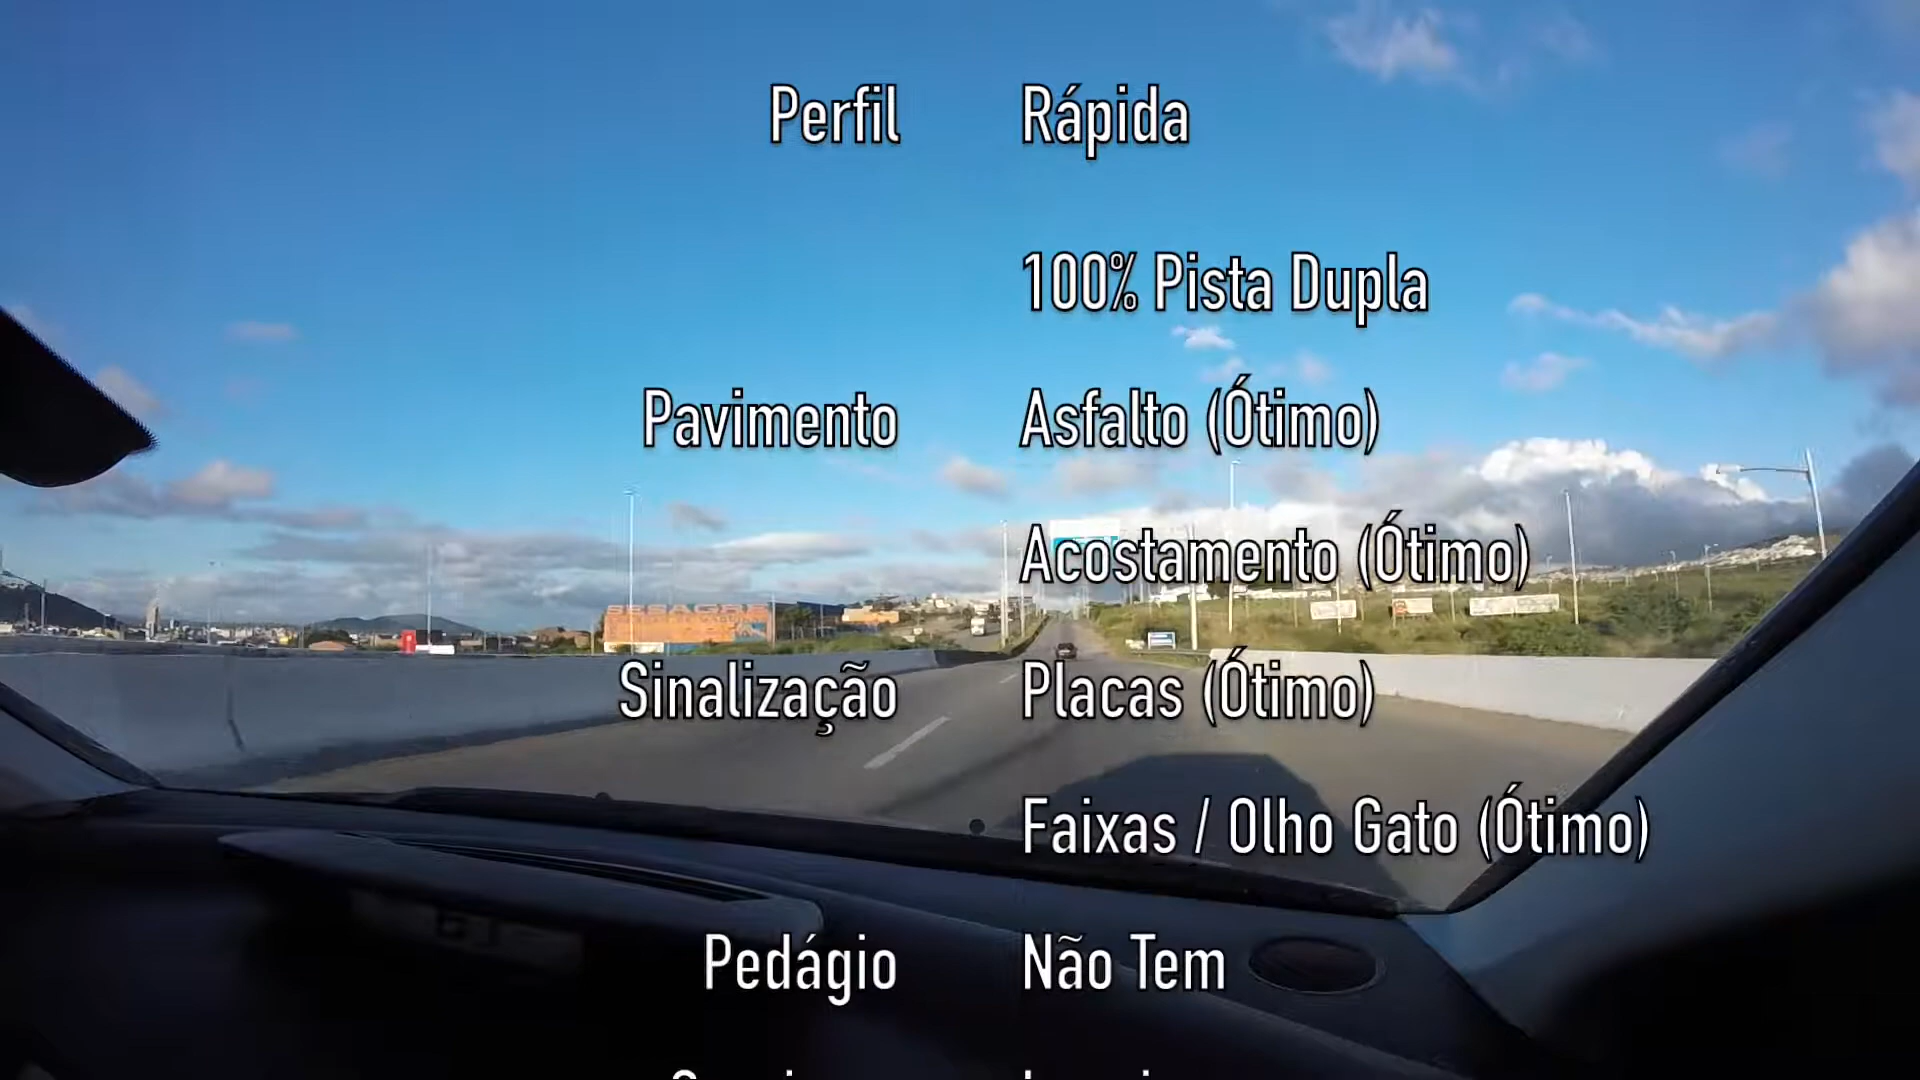 Perfil Rápida
100% Pista Dupla
Pavimento Asfalto (Ótimo)
Acostamento (Ótimo)
Sinalização Placas (Ótimo)
Faixas / Olho Gato (Ótimo)
Pedágio Não Tem